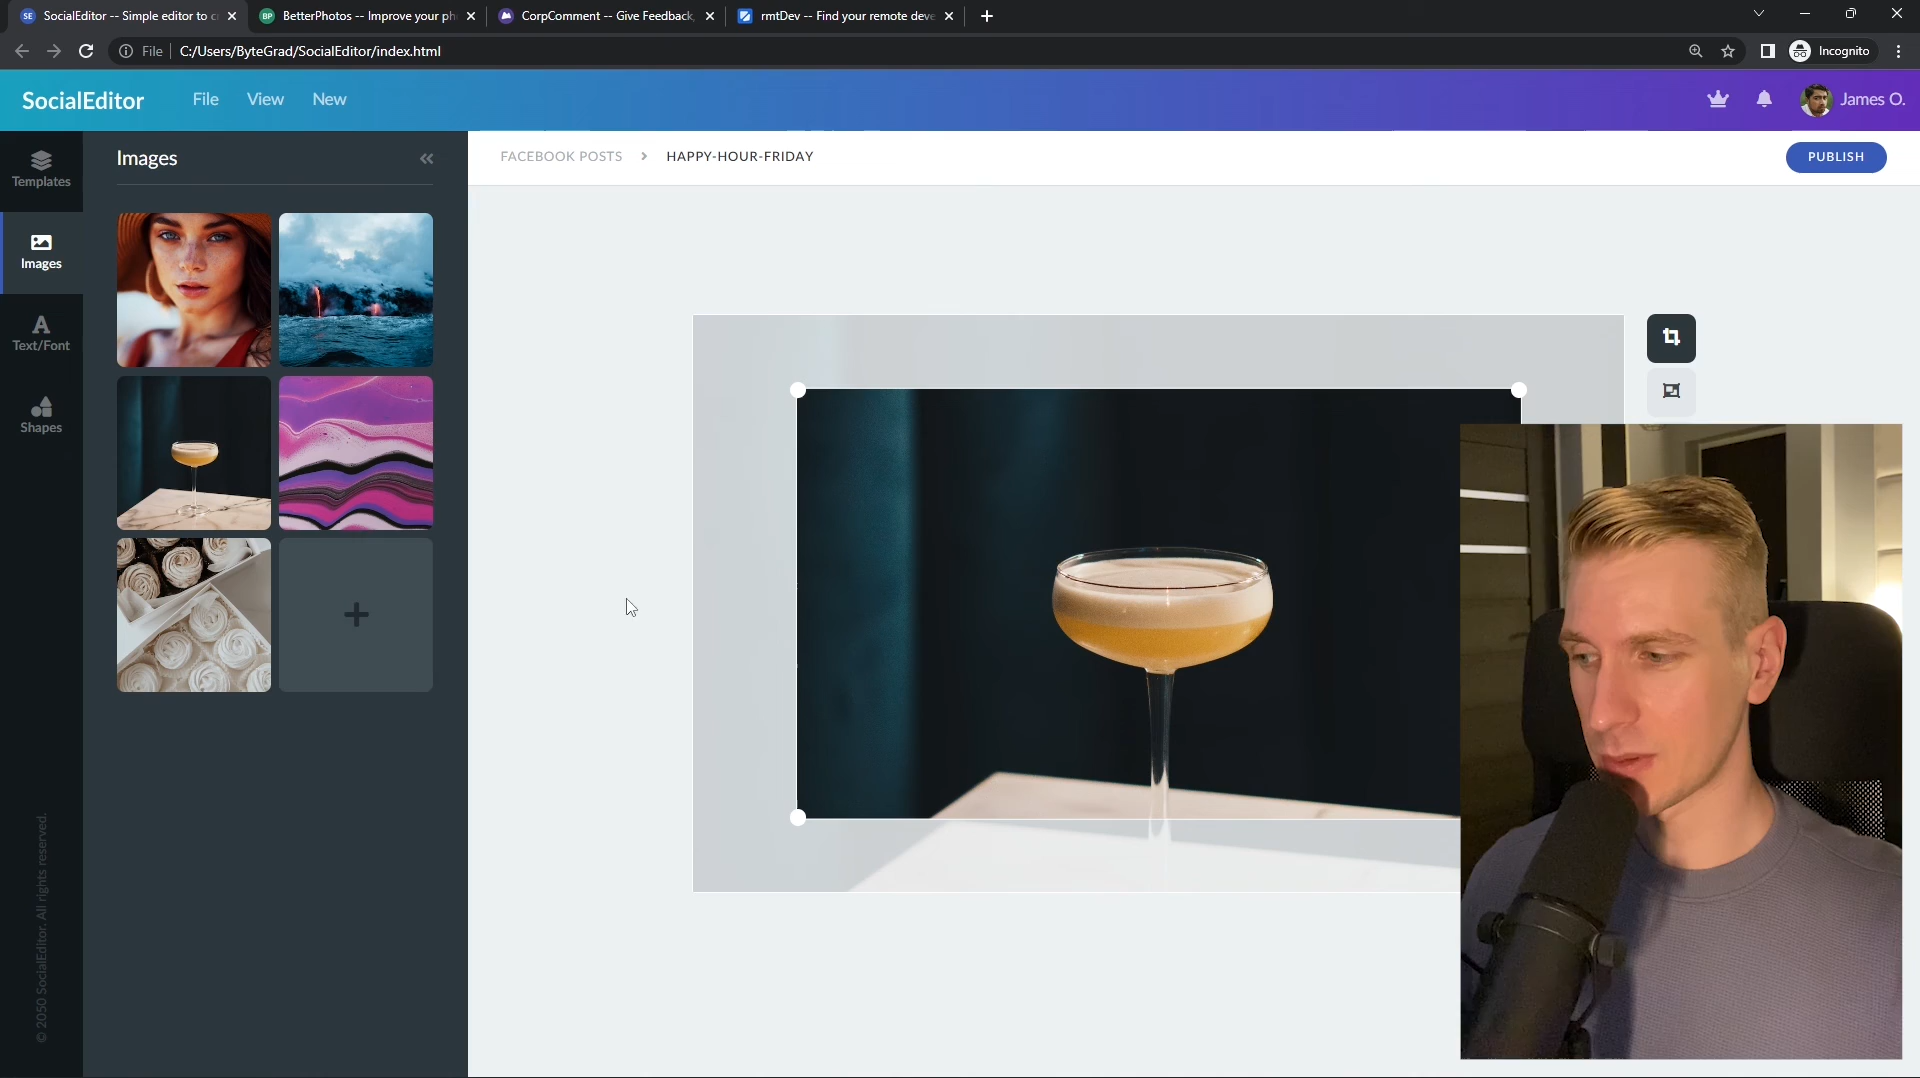 SE SocialEditor -- Simple editor to c
BP BetterPhotos -- Improve your ph
CorpComment -- Give Feedback,
rmtDev -- Find your remote deve
File C:/Users/ByteGrad/SocialEditor/index.html
Incognito
SocialEditor
File
View
New
James O.
Templates
Images
Text/Font
Shapes
© 2050 SocialEditor. All rights reserved.
Images
FACEBOOK POSTS > HAPPY-HOUR-FRIDAY
PUBLISH